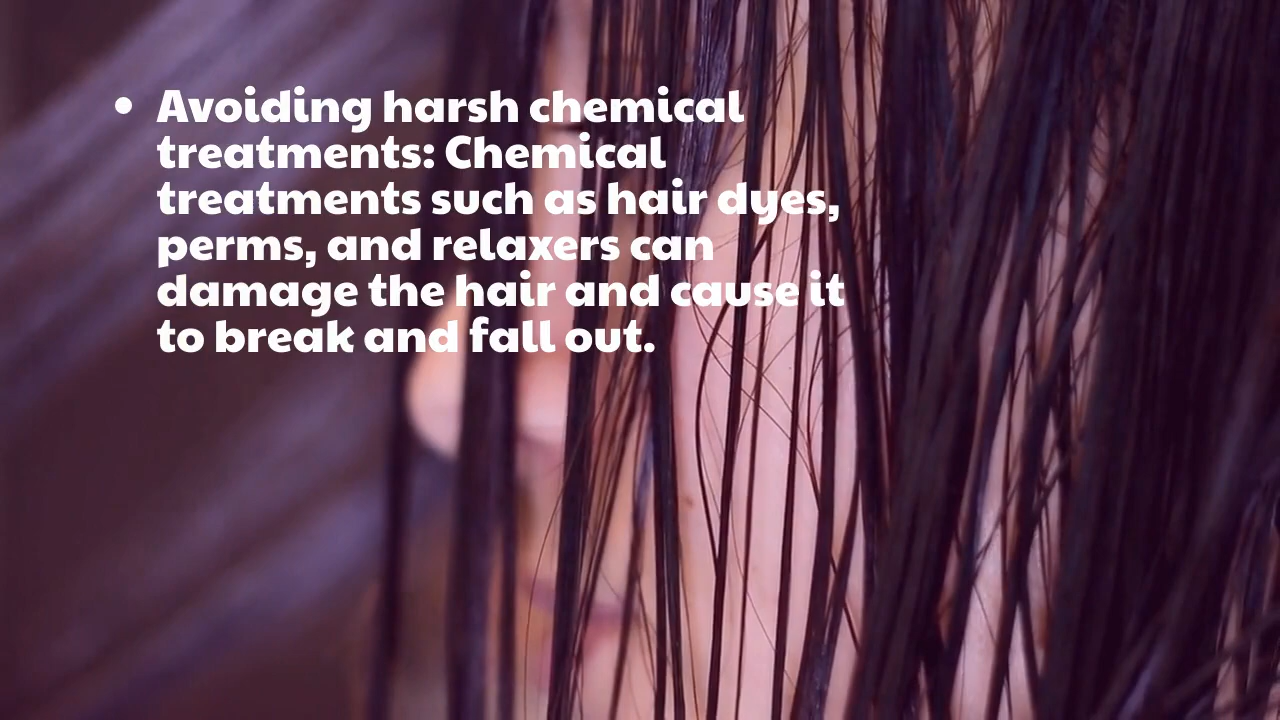 • Avoiding harsh chemical
treatments: Chemical
treatments such as hair dyes,
perms, and relaxers can
damage the hair and cause it
to break and fall out.